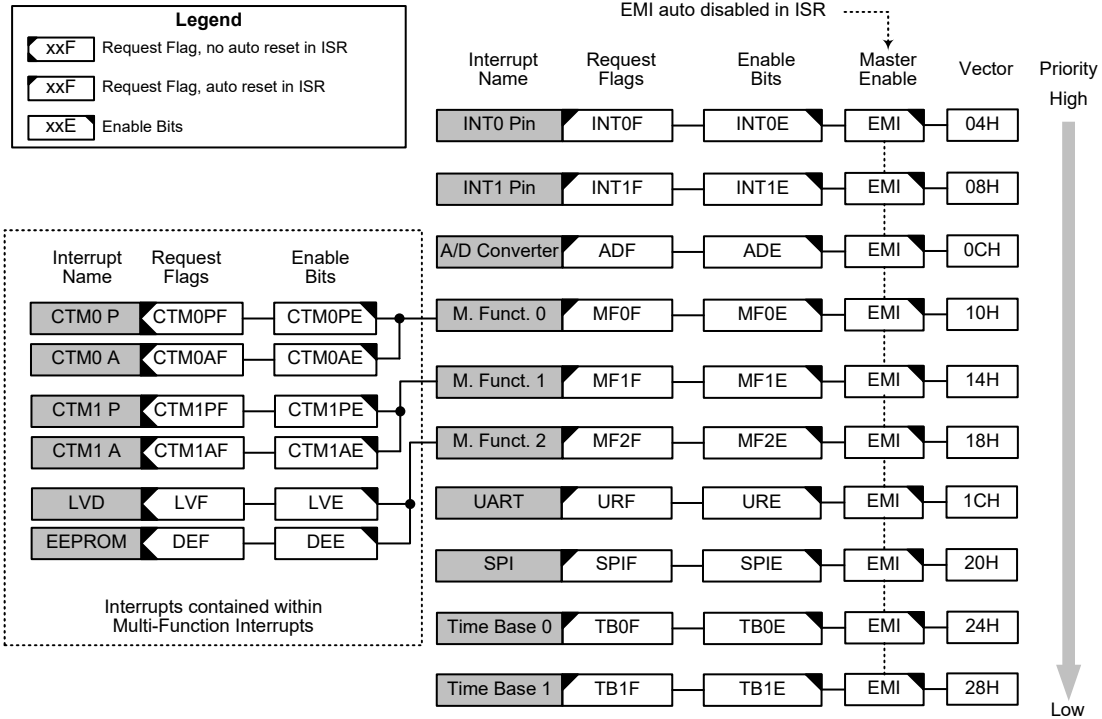 Legend
xxF Request Flag, no auto reset in ISR
xxF Request Flag, auto reset in ISR
xxE Enable Bits
EMI auto disabled in ISR
Interrupt Name Request Flags Enable Bits Master Enable Vector Priority
High
INT0 Pin INT0F INT0E EMI 04H
INT1 Pin INT1F INT1E EMI 08H
A/D Converter ADF ADE EMI 0CH
M. Funct. 0 MF0F MF0E EMI 10H
M. Funct. 1 MF1F MF1E EMI 14H
M. Funct. 2 MF2F MF2E EMI 18H
UART URF URE EMI 1CH
SPI SPIF SPIE EMI 20H
Time Base 0 TB0F TB0E EMI 24H
Time Base 1 TB1F TB1E EMI 28H
Low
Interrupt Name Request Flags Enable Bits
CTM0 P CTM0PF CTM0PE
CTM0 A CTM0AF CTM0AE
CTM1 P CTM1PF CTM1PE
CTM1 A CTM1AF CTM1AE
LVD LVF LVE
EEPROM DEF DEE
Interrupts contained within
Multi-Function Interrupts